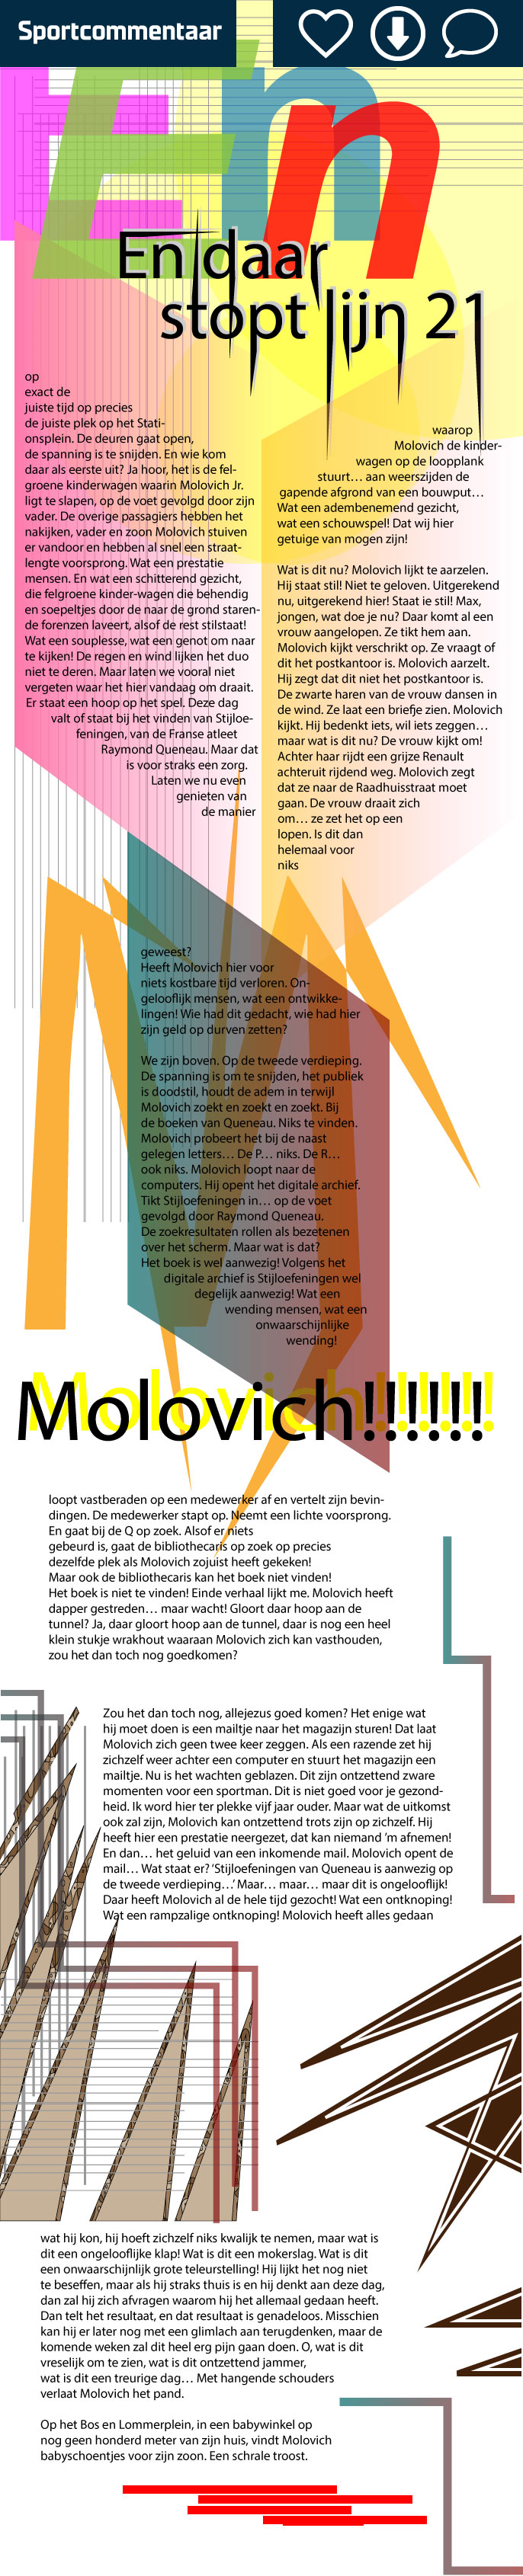 Sportcommentaar
En
En daar
stopt lijn 21
op
exact de
juiste tijd op precies
de juiste plek op het Stati-
onsplein. De deuren gaat open,
de spanning is te snijden. En wie kom
daar als eerste uit? Ja hoor, het is de fel-
groene kinderwagen waarin Molovich Jr.
ligt te slapen, op de voet gevolgd door zijn
vader. De overige passagiers hebben het
nakijken, vader en zoon Molovich stuiven
er vandoor en hebben al snel een straat-
lengte voorsprong. Wat een prestatie
mensen. En wat een schitterend gezicht,
die felgroene kinder-wagen die behendig
en soepeltjes door de naar de grond staren-
de forenzen laveert, alsof de rest stilstaat!
Wat een souplesse, wat een genot om naar
te kijken! De regen en wind lijken het duo
niet te deren. Maar laten we vooral niet
vergeten waar het hier vandaag om draait.
Er staat een hoop op het spel. Deze dag
valt of staat bij het vinden van Stijloe-
feningen, van de Franse atleet
Raymond Queneau. Maar dat
is voor straks een zorg.
Laten we nu even
genieten van
de manier
waarop
Molovich de kinder-
wagen op de loopplank
stuurt… aan weerszijden de
gapende afgrond van een bouwput…
Wat een adembenemend gezicht,
wat een schouwspel! Dat wij hier
getuige van mogen zijn!
Wat is dit nu? Molovich lijkt te aarzelen.
Hij staat stil! Niet te geloven. Uitgerekend
nu, uitgerekend hier! Staat ie stil! Max,
jongen, wat doe je nu? Daar komt al een
vrouw aangelopen. Ze tikt hem aan.
Molovich kijkt verschrikt op. Ze vraagt of
dit het postkantoor is. Molovich aarzelt.
Hij zegt dat dit niet het postkantoor is.
De zwarte haren van de vrouw dansen in
de wind. Ze laat een briefje zien. Molovich
kijkt. Hij bedenkt iets, wil iets zeggen…
maar wat is dit nu? De vrouw kijkt om!
Achter haar rijdt een grijze Renault
achteruit rijdend weg. Molovich zegt
dat ze naar de Raadhuisstraat moet
gaan. De vrouw draait zich
om… ze zet het op een
lopen. Is dit dan
helemaal voor
niks
geweest?
Heeft Molovich hier voor
niets kostbare tijd verloren. On-
gelooflijk mensen, wat een ontwikke-
lingen! Wie had dit gedacht, wie had hier
zijn geld op durven zetten?
We zijn boven. Op de tweede verdieping.
De spanning is om te snijden, het publiek
is doodstil, houdt de adem in terwijl
Molovich zoekt en zoekt en zoekt. Bij
de boeken van Queneau. Niks te vinden.
Molovich probeert het bij de naast
gelegen letters… De P… niks. De R…
ook niks. Molovich loopt naar de
computers. Hij opent het digitale archief.
Tikt Stijloefeningen in… op de voet
gevolgd door Raymond Queneau.
De zoekresultaten rollen als bezetenen
over het scherm. Maar wat is dat?
Het boek is wel aanwezig! Volgens het
digitale archief is Stijloefeningen wel
degelijk aanwezig! Wat een
wending mensen, wat een
onwaarschijnlijke
wending!
Molovich!!!!!!!
loopt vastberaden op een medewerker af en vertelt zijn bevin-
dingen. De medewerker stapt op. Neemt een lichte voorsprong.
En gaat bij de Q op zoek. Alsof er niets
gebeurd is, gaat de bibliothecaris op zoek op precies
dezelfde plek als Molovich zojuist heeft gekeken!
Maar ook de bibliothecaris kan het boek niet vinden!
Het boek is niet te vinden! Einde verhaal lijkt me. Molovich heeft
dapper gestreden… maar wacht! Gloort daar hoop aan de
tunnel? Ja, daar gloort hoop aan de tunnel, daar is nog een heel
klein stukje wrakhout waaraan Molovich zich kan vasthouden,
zou het dan toch nog goedkomen?
Zou het dan toch nog, allejezus goed komen? Het enige wat
hij moet doen is een mailtje naar het magazijn sturen! Dat laat
Molovich zich geen twee keer zeggen. Als een razende zet hij
zichzelf weer achter een computer en stuurt het magazijn een
mailtje. Nu is het wachten geblazen. Dit zijn ontzettend zware
momenten voor een sportman. Dit is niet goed voor je gezond-
heid. Ik word hier ter plekke vijf jaar ouder. Maar wat de uitkomst
ook zal zijn, Molovich kan ontzettend trots zijn op zichzelf. Hij
heeft hier een prestatie neergezet, dat kan niemand ’m afnemen!
En dan… het geluid van een inkomende mail. Molovich opent de
mail… Wat staat er? ‘Stijloefeningen van Queneau is aanwezig op
de tweede verdieping…’ Maar… maar… maar dit is ongelooflijk!
Daar heeft Molovich al de hele tijd gezocht! Wat een ontknoping!
Wat een rampzalige ontknoping! Molovich heeft alles gedaan
wat hij kon, hij hoeft zichzelf niks kwalijk te nemen, maar wat is
dit een ongelooflijke klap! Wat is dit een mokerslag. Wat is dit
een onwaarschijnlijk grote teleurstelling! Hij lijkt het nog niet
te beseffen, maar als hij straks thuis is en hij denkt aan deze dag,
dan zal hij zich afvragen waarom hij het allemaal gedaan heeft.
Dan telt het resultaat, en dat resultaat is genadeloos. Misschien
kan hij er later nog met een glimlach aan terugdenken, maar de
komende weken zal dit heel erg pijn gaan doen. O, wat is dit
vreselijk om te zien, wat is dit ontzettend jammer,
wat is dit een treurige dag… Met hangende schouders
verlaat Molovich het pand.
Op het Bos en Lommerplein, in een babywinkel op
nog geen honderd meter van zijn huis, vindt Molovich
babyschoentjes voor zijn zoon. Een schrale troost.